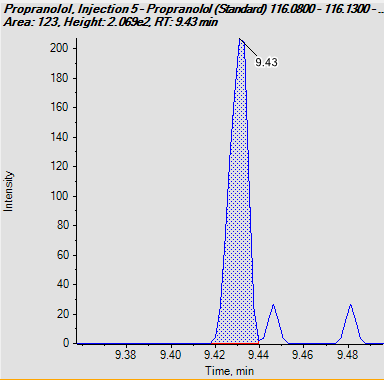 Propranolol, Injection 5 - Propranolol (Standard) 116.0800 - 116.1300 - ...
Area: 123, Height: 2.069e2, RT: 9.43 min
200
180
160
140
120
100
80
60
40
20
0
Intensity
9.43
9.38 9.40 9.42 9.44 9.46 9.48
Time, min